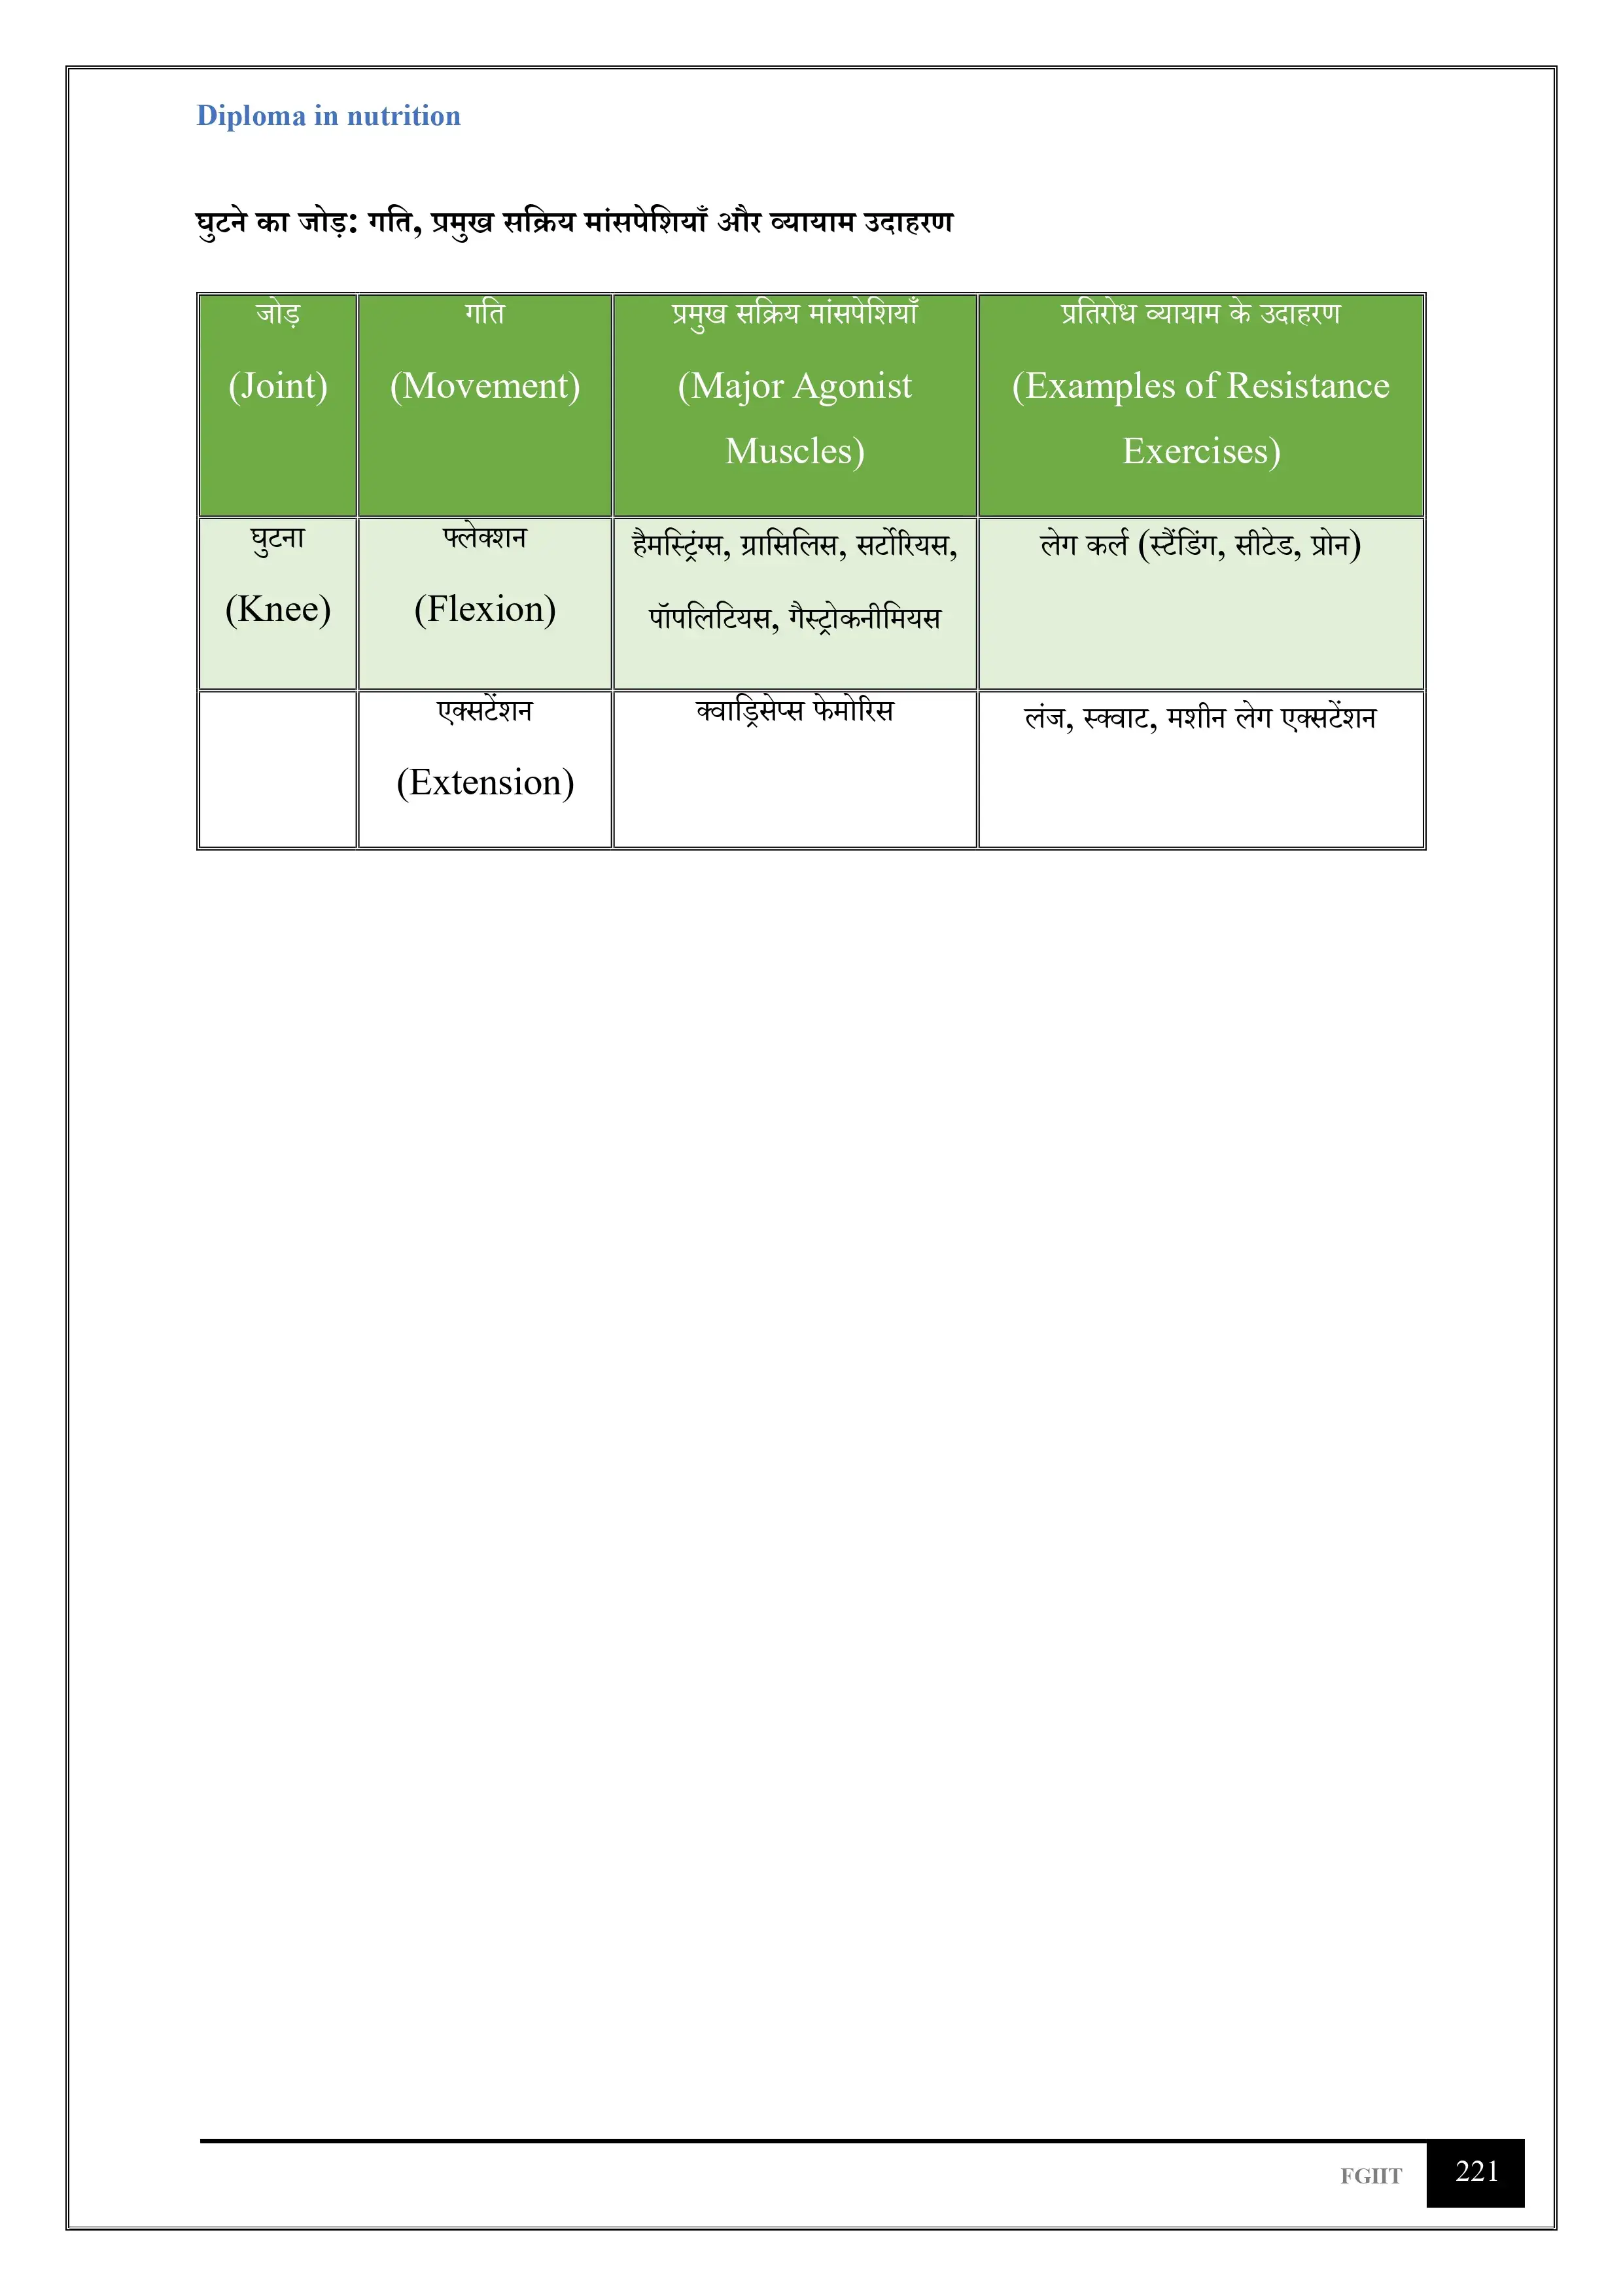 Diploma in nutrition
घुटने का जोड़: गति, प्रमुख सक्रिय मांसपेशियाँ और व्यायाम उदाहरण
जोड़
(Joint)
गति
(Movement)
प्रमुख सक्रिय मांसपेशियाँ
(Major Agonist
Muscles)
प्रतिरोध व्यायाम के उदाहरण
(Examples of Resistance
Exercises)
घुटना
(Knee)
फ्लेक्शन
(Flexion)
हैमस्ट्रिंग्स, ग्रासिलिस, सर्टोरियस,
पॉपलिटियस, गैस्ट्रोकनीमियस
लेग कर्ल (स्टैंडिंग, सीटेड, प्रोन)
एक्सटेंशन
(Extension)
क्वाड्रिसेप्स फेमोरिस
लंज, स्क्वाट, मशीन लेग एक्सटेंशन
FGIIT
221